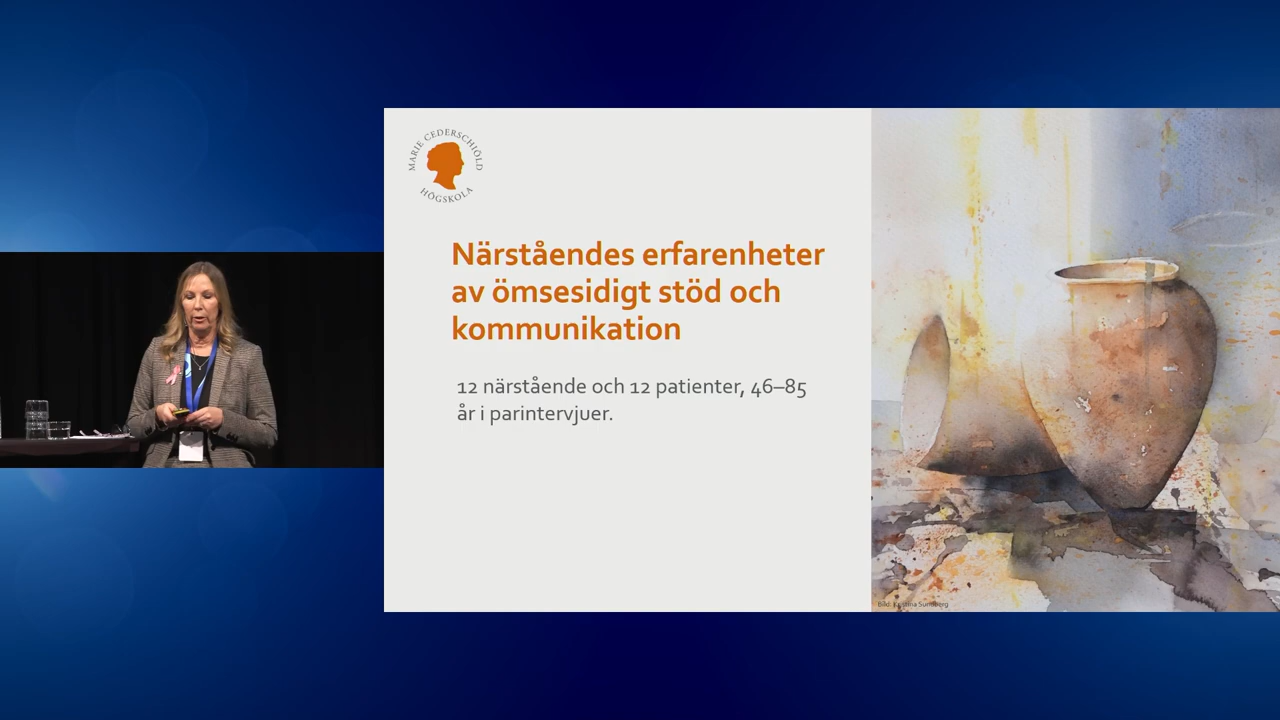 MARIE CEDERSCHIÖLD
HÖGSKOLA
Närståendes erfarenheter
av ömsesidigt stöd och
kommunikation
12 närstående och 12 patienter, 46–85
år i parintervjuer.
Bild: Kristina Sundberg